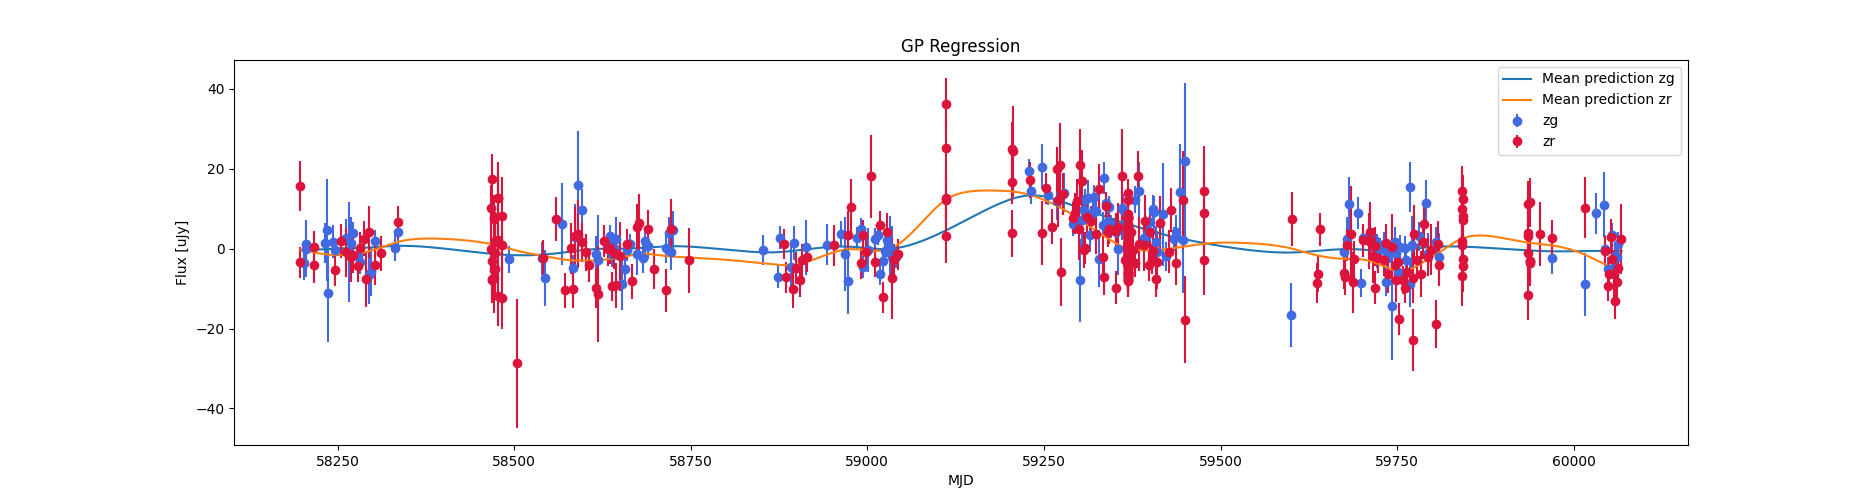 GP Regression
Flux [uJy]
40
20
0
−20
−40
58250
58500
58750
59000
59250
59500
59750
60000
MJD
Mean prediction zg
Mean prediction zr
zg
zr